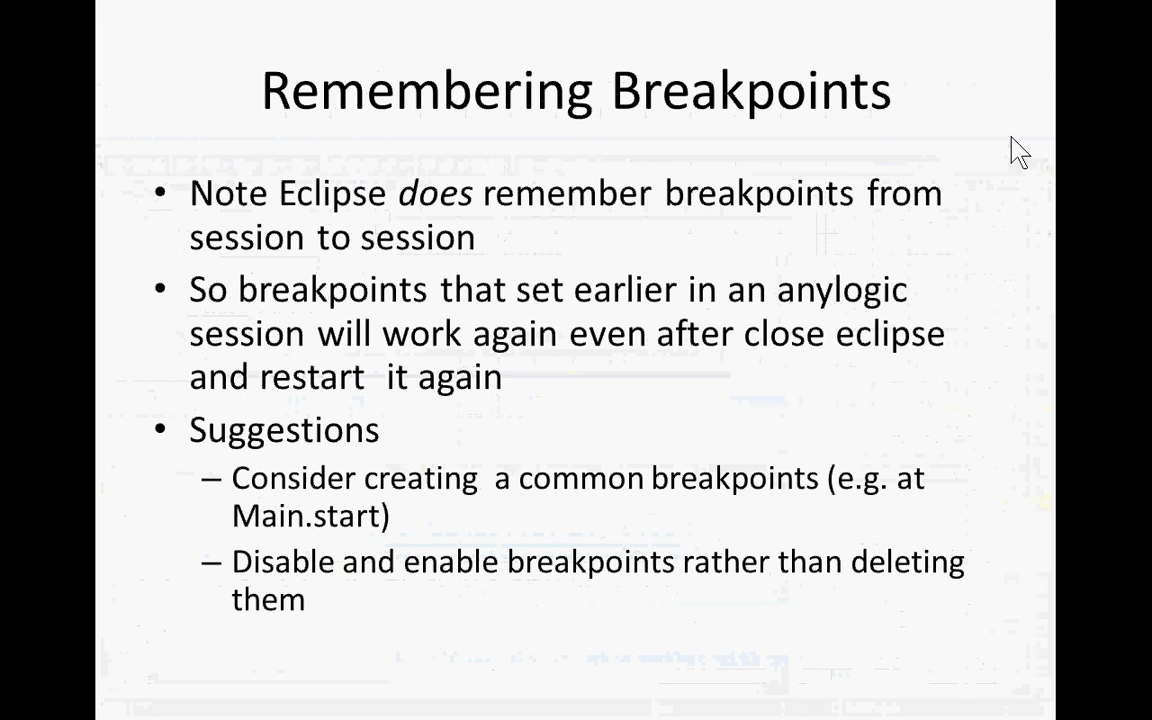 Remembering Breakpoints
• Note Eclipse does remember breakpoints from
session to session
• So breakpoints that set earlier in an anylogic
session will work again even after close eclipse
and restart  it again
• Suggestions
– Consider creating  a common breakpoints (e.g. at
Main.start)
– Disable and enable breakpoints rather than deleting
them